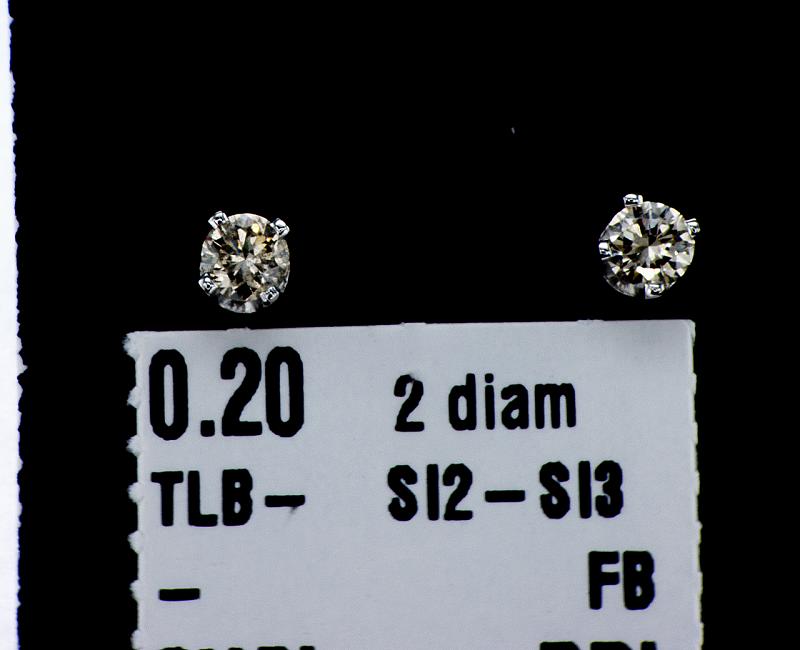 0.20 2 diam
TLB- SI2-SI3
- FB